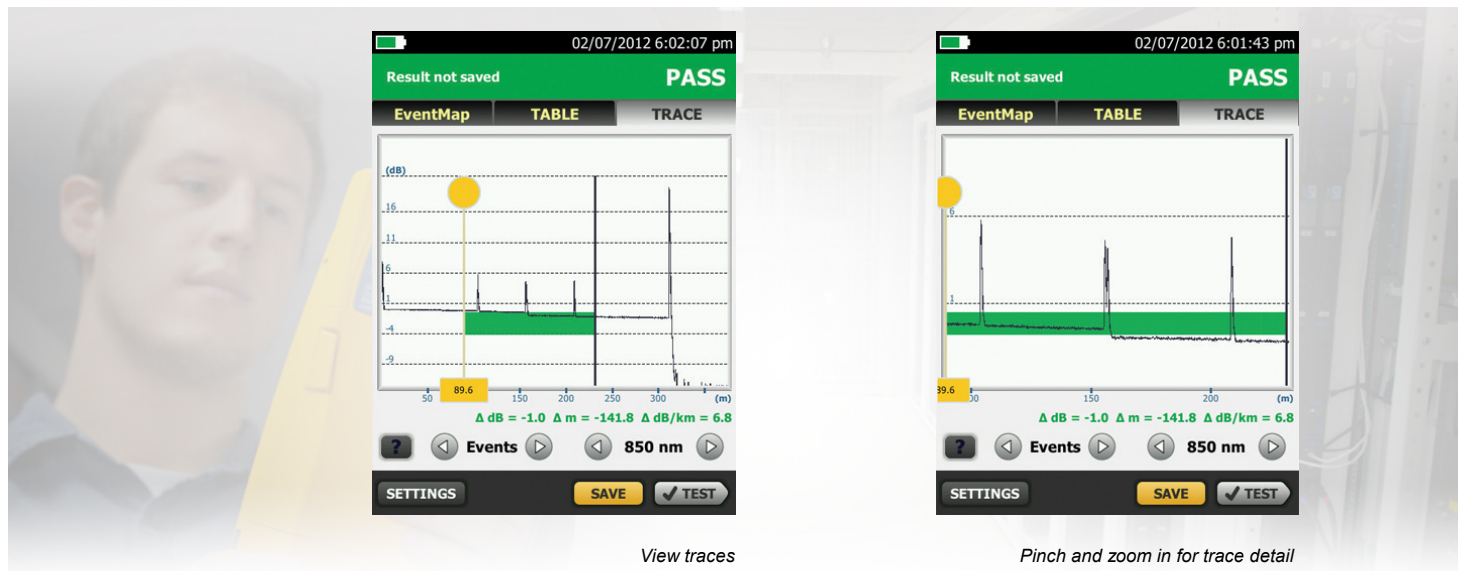 02/07/2012 6:02:07 pm
Result not saved PASS
EventMap TABLE TRACE
(dB)
16
11
6
1
-4
-9
89.6
50 150 200 250 300 (m)
Δ dB = -1.0 Δ m = -141.8 Δ dB/km = 6.8
? Events 850 nm
SETTINGS SAVE TEST
View traces
02/07/2012 6:01:43 pm
Result not saved PASS
EventMap TABLE TRACE
6
1
89.6
00 150 200 (m)
Δ dB = -1.0 Δ m = -141.8 Δ dB/km = 6.8
? Events 850 nm
SETTINGS SAVE TEST
Pinch and zoom in for trace detail